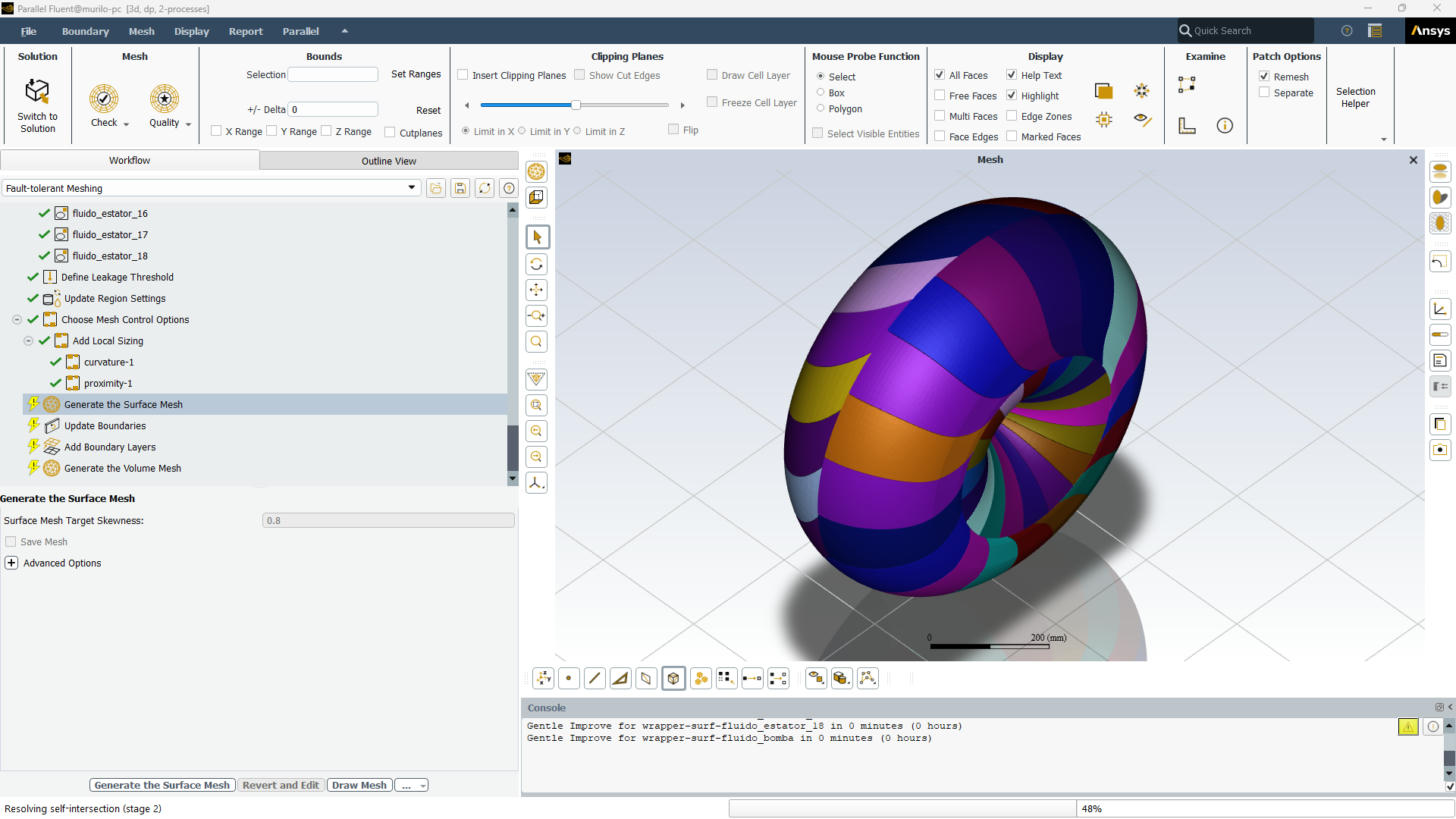 Parallel Fluent@murilo-pc [3d, dp, 2-processes]
File Boundary Mesh Display Report Parallel
Quick Search
Ansys
Solution
Switch to
Solution
Mesh
Check
Quality
Bounds
Selection
Set Ranges
+/- Delta 0
Reset
X Range Y Range Z Range Cutplanes
Clipping Planes
Insert Clipping Planes Show Cut Edges Draw Cell Layer
Freeze Cell Layer
Limit in X Limit in Y Limit in Z Flip
Mouse Probe Function
Select
Box
Polygon
Select Visible Entities
Display
All Faces Help Text
Free Faces Highlight
Multi Faces Edge Zones
Face Edges Marked Faces
Examine
Patch Options
Remesh
Separate
Selection
Helper
Workflow
Outline View
Fault-tolerant Meshing
fluido_estator_16
fluido_estator_17
fluido_estator_18
Define Leakage Threshold
Update Region Settings
Choose Mesh Control Options
Add Local Sizing
curvature-1
proximity-1
Generate the Surface Mesh
Update Boundaries
Add Boundary Layers
Generate the Volume Mesh
Generate the Surface Mesh
Surface Mesh Target Skewness: 0.8
Save Mesh
Advanced Options
Generate the Surface Mesh Revert and Edit Draw Mesh ...
Mesh
0 200 (mm)
Console
Gentle Improve for wrapper-surf-fluido_estator_18 in 0 minutes (0 hours)
Gentle Improve for wrapper-surf-fluido_bomba in 0 minutes (0 hours)
Resolving self-intersection (stage 2)
48%